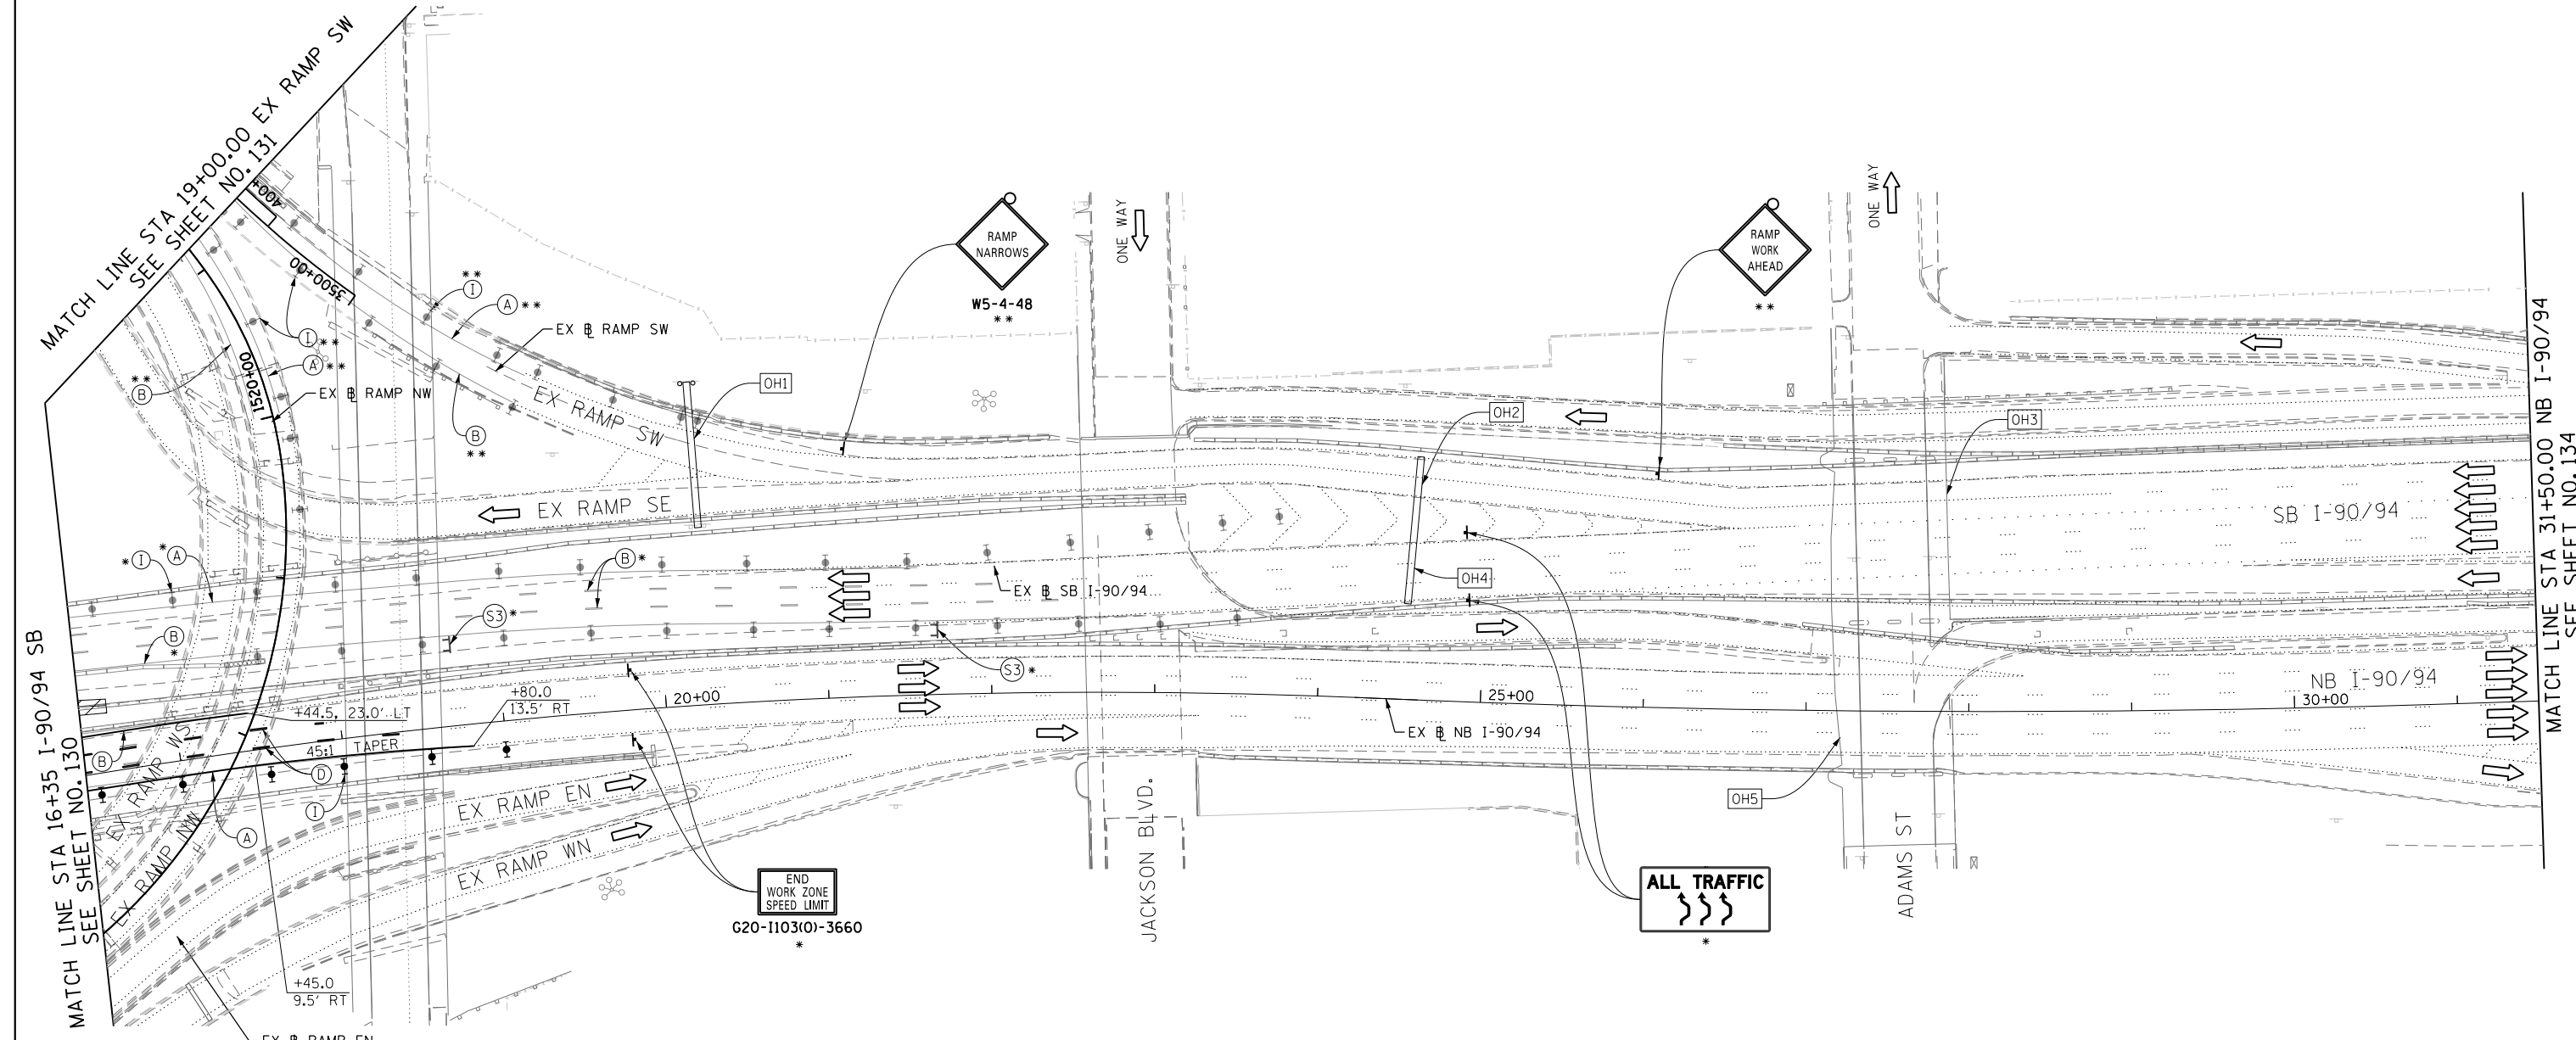 MATCH LINE STA 19+00.00 EX RAMP SW
SEE SHEET NO. 131
400+
3500+00
**
I
A **
EX ℄ RAMP SW
I **
A **
**
B
1520+00
EX ℄ RAMP NW
B
**
EX RAMP SW
OH1
RAMP
NARROWS
W5-4-48
**
ONE WAY
RAMP
WORK
AHEAD
**
ONE WAY
OH2
OH3
OH4
EX RAMP SE
* I
* A
B *
S3 *
EX ℄ SB I-90/94
SB I-90/94
B
*
S3 *
+80.0
13.5' RT
20+00
25+00
30+00
NB I-90/94
+44.5, 23.0' LT
45:1 TAPER
EX ℄ NB I-90/94
B
D
I
A
EX RAMP WS
EX RAMP NW
EX RAMP EN
EX RAMP WN
OH5
END
WORK ZONE
SPEED LIMIT
G20-I103(0)-3660
*
JACKSON BLVD.
ALL TRAFFIC
*
ADAMS ST
+45.0
9.5' RT
EX ℄ RAMP EN
MATCH LINE STA 16+35 I-90/94 SB
SEE SHEET NO. 130
MATCH LINE STA 31+50.00 NB I-90/94
SEE SHEET NO. 134